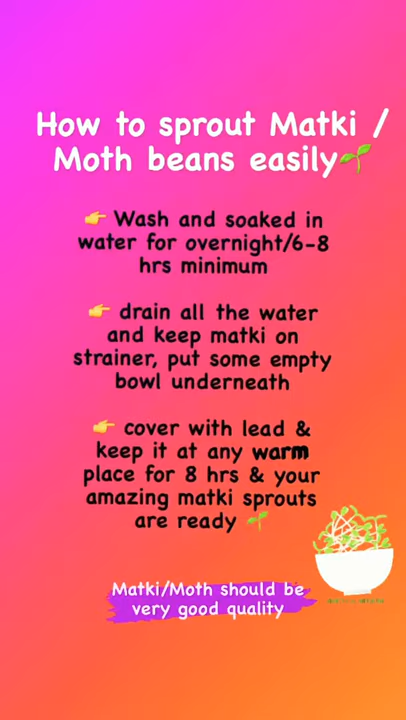 How to sprout Matki /
Moth beans easily🌱
👉 Wash and soaked in
water for overnight/6-8
hrs minimum
👉 drain all the water
and keep matki on
strainer, put some empty
bowl underneath
👉 cover with lead &
keep it at any warm
place for 8 hrs & your
amazing matki sprouts
are ready 🌱
Matki/Moth should be
very good quality